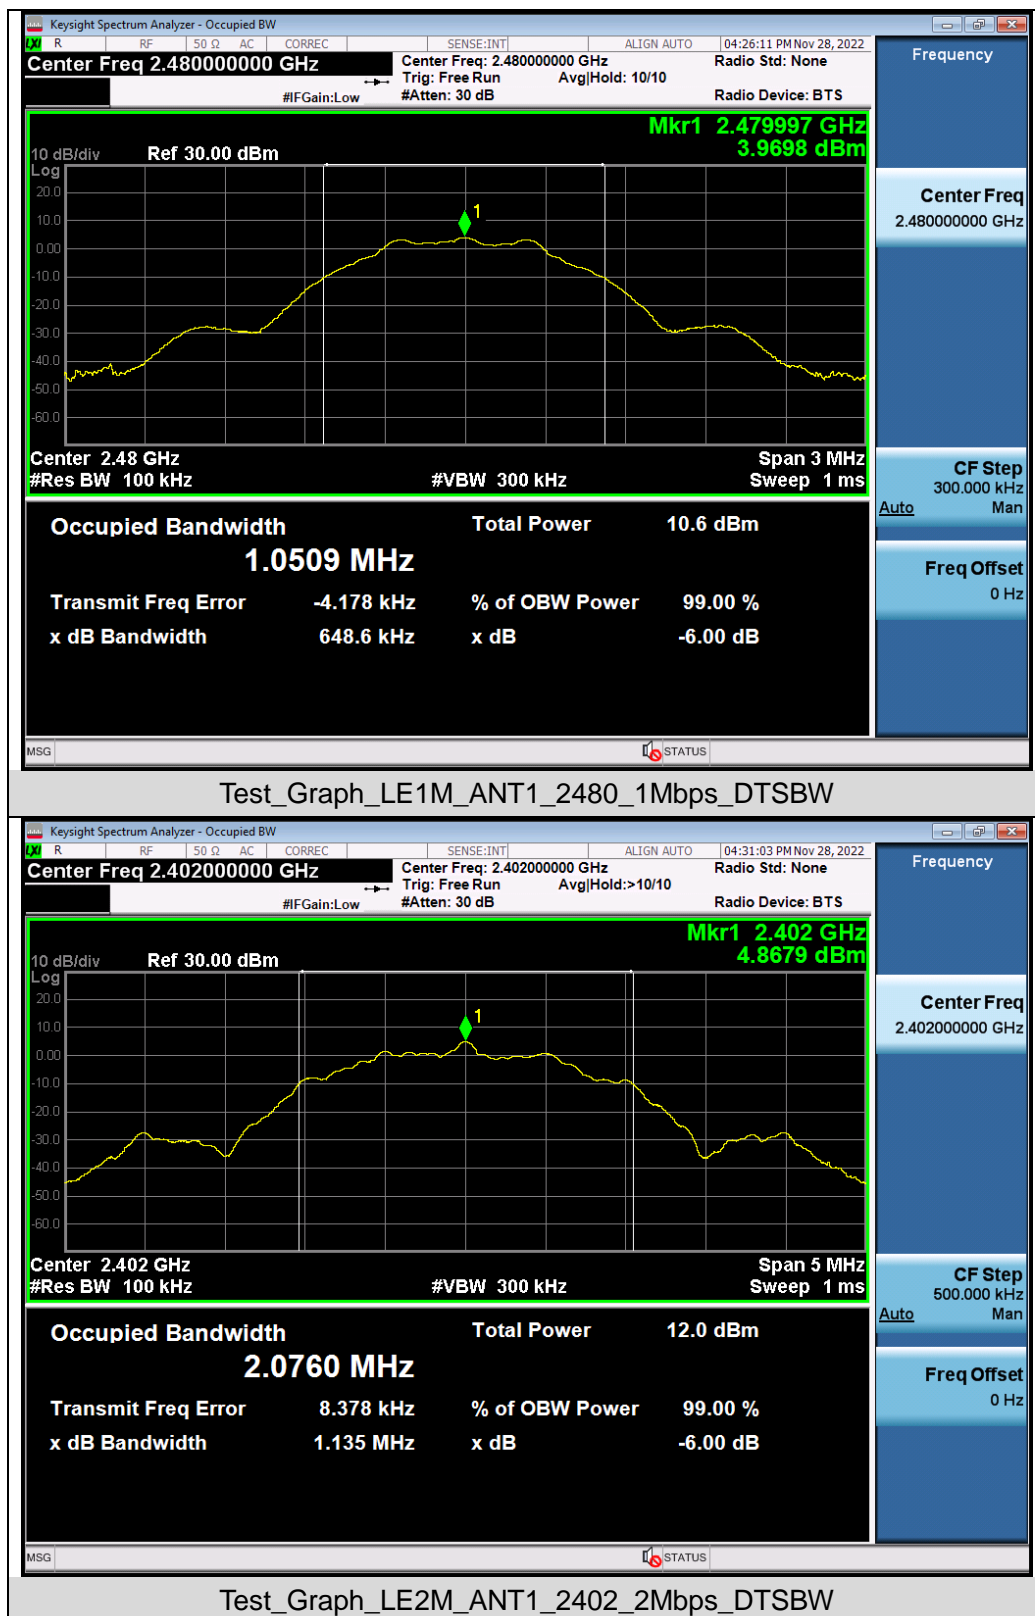 Keysight Spectrum Analyzer - Occupied BW
LXI R RF 50 Ω AC CORREC SENSE:INT ALIGN AUTO 04:26:11 PM Nov 28, 2022
Center Freq 2.480000000 GHz
Center Freq: 2.480000000 GHz Radio Std: None
Trig: Free Run Avg|Hold: 10/10
#IFGain:Low #Atten: 30 dB Radio Device: BTS
Frequency
Mkr1 2.479997 GHz
3.9698 dBm
10 dB/div Ref 30.00 dBm
Log
20.0
10.0
0.00
-10.0
-20.0
-30.0
-40.0
-50.0
-60.0
1
Center 2.48 GHz Span 3 MHz
#Res BW 100 kHz #VBW 300 kHz Sweep 1 ms
Center Freq
2.480000000 GHz
CF Step
300.000 kHz
Auto Man
Freq Offset
0 Hz
Occupied Bandwidth Total Power 10.6 dBm
1.0509 MHz
Transmit Freq Error -4.178 kHz % of OBW Power 99.00 %
x dB Bandwidth 648.6 kHz x dB -6.00 dB
MSG STATUS
Test_Graph_LE1M_ANT1_2480_1Mbps_DTSBW
Keysight Spectrum Analyzer - Occupied BW
LXI R RF 50 Ω AC CORREC SENSE:INT ALIGN AUTO 04:31:03 PM Nov 28, 2022
Center Freq 2.402000000 GHz
Center Freq: 2.402000000 GHz Radio Std: None
Trig: Free Run Avg|Hold:>10/10
#IFGain:Low #Atten: 30 dB Radio Device: BTS
Frequency
Mkr1 2.402 GHz
4.8679 dBm
10 dB/div Ref 30.00 dBm
Log
20.0
10.0
0.00
-10.0
-20.0
-30.0
-40.0
-50.0
-60.0
1
Center 2.402 GHz Span 5 MHz
#Res BW 100 kHz #VBW 300 kHz Sweep 1 ms
Center Freq
2.402000000 GHz
CF Step
500.000 kHz
Auto Man
Freq Offset
0 Hz
Occupied Bandwidth Total Power 12.0 dBm
2.0760 MHz
Transmit Freq Error 8.378 kHz % of OBW Power 99.00 %
x dB Bandwidth 1.135 MHz x dB -6.00 dB
MSG STATUS
Test_Graph_LE2M_ANT1_2402_2Mbps_DTSBW